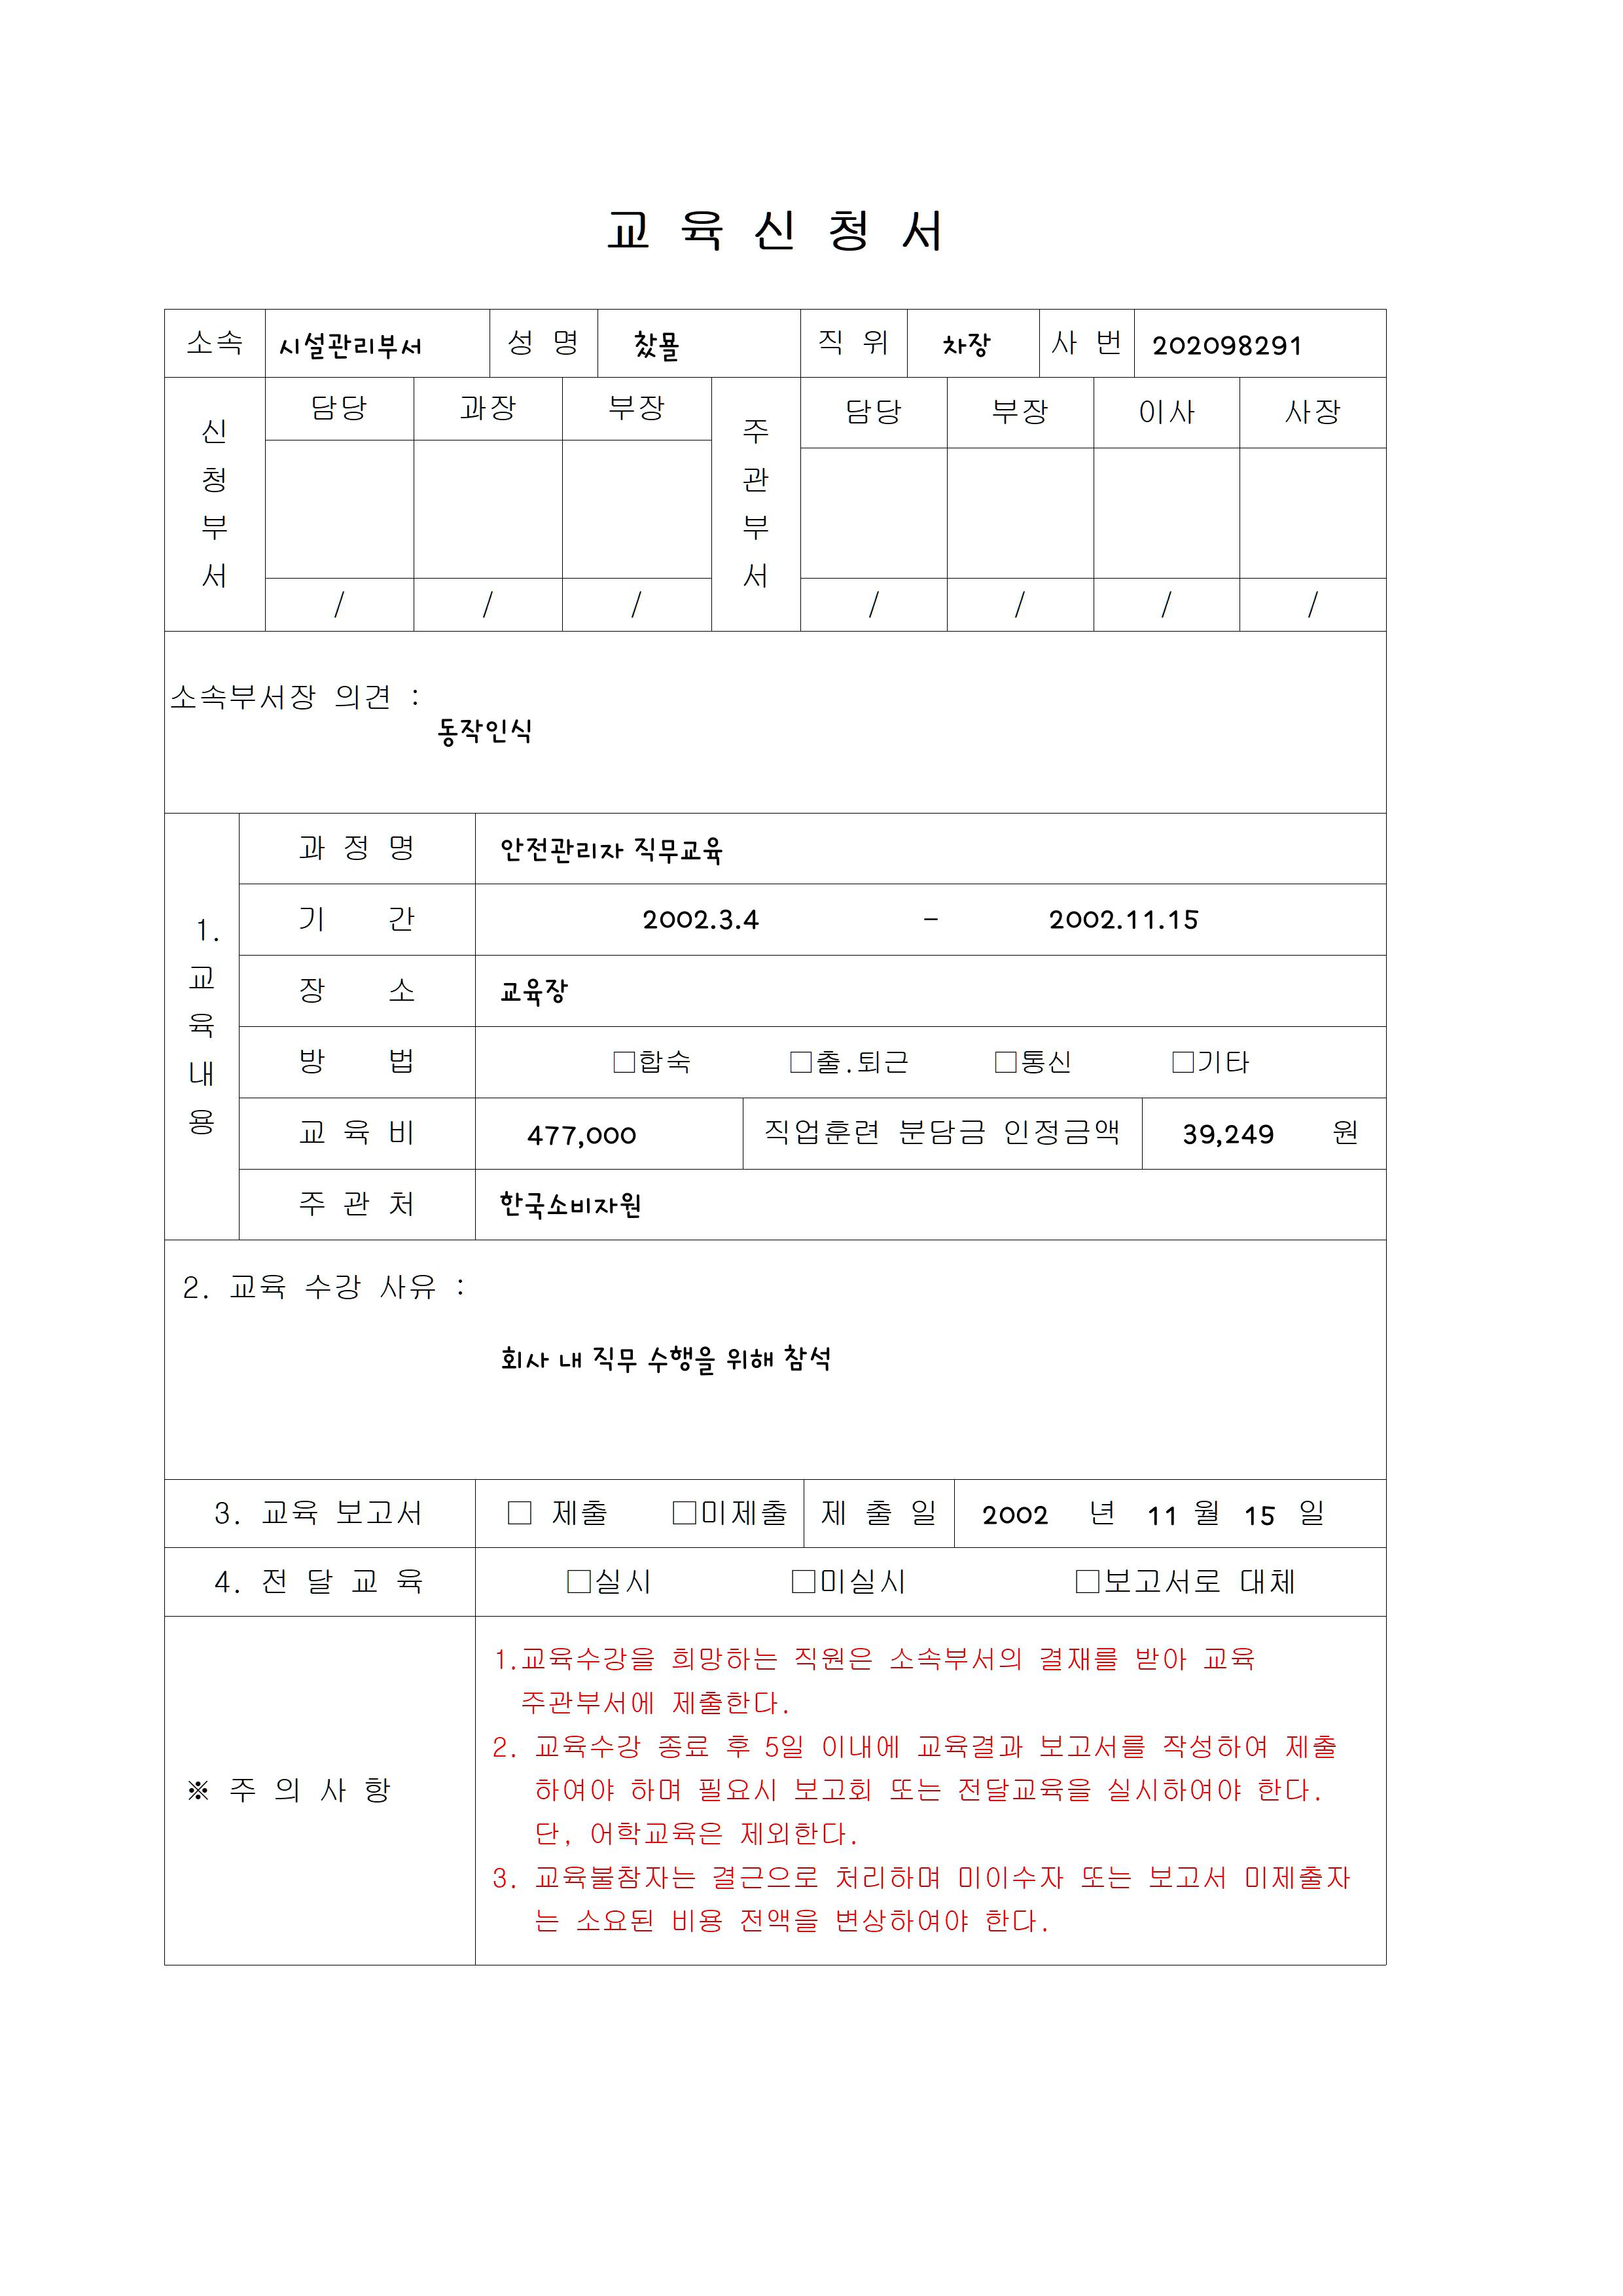 교 육 신 청 서
소속 시설관리부서 성 명 찼묠 직 위 차장 사 번 202098291
신청부서 담당 과장 부장 주관부서 담당 부장 이사 사장
/ / / / / / /
소속부서장 의견 :
동작인식
1. 교육내용
과 정 명 안전관리자 직무교육
기 간 2002.3.4 - 2002.11.15
장 소 교육장
방 법 □합숙 □출.퇴근 □통신 □기타
교 육 비 477,000 직업훈련 분담금 인정금액 39,249 원
주 관 처 한국소비자원
2. 교육 수강 사유 :
회사 내 직무 수행을 위해 참석
3. 교육 보고서 □ 제출 □미제출 제 출 일 2002 년 11 월 15 일
4. 전 달 교 육 □실시 □미실시 □보고서로 대체
※ 주 의 사 항
1.교육수강을 희망하는 직원은 소속부서의 결재를 받아 교육
주관부서에 제출한다.
2. 교육수강 종료 후 5일 이내에 교육결과 보고서를 작성하여 제출
하여야 하며 필요시 보고회 또는 전달교육을 실시하여야 한다.
단, 어학교육은 제외한다.
3. 교육불참자는 결근으로 처리하며 미이수자 또는 보고서 미제출자
는 소요된 비용 전액을 변상하여야 한다.